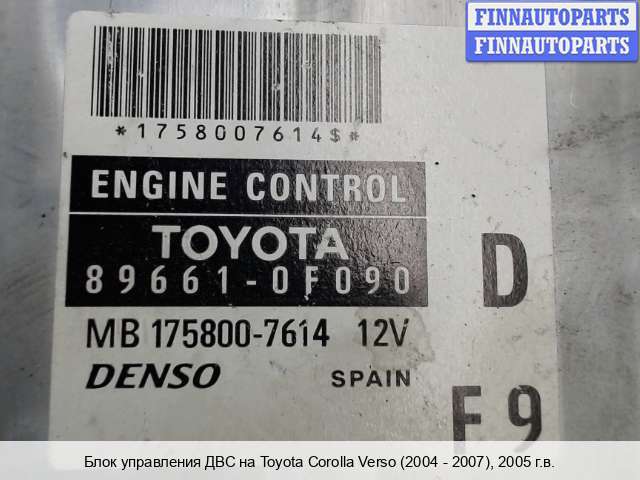 FINNAUTOPARTS
FINNAUTOPARTS
*1758007614$*
ENGINE CONTROL
TOYOTA
89661-0F090
D
MB 175800-7614 12V
DENSO SPAIN
F9
Блок управления ДВС на Toyota Corolla Verso (2004 - 2007), 2005 г.в.